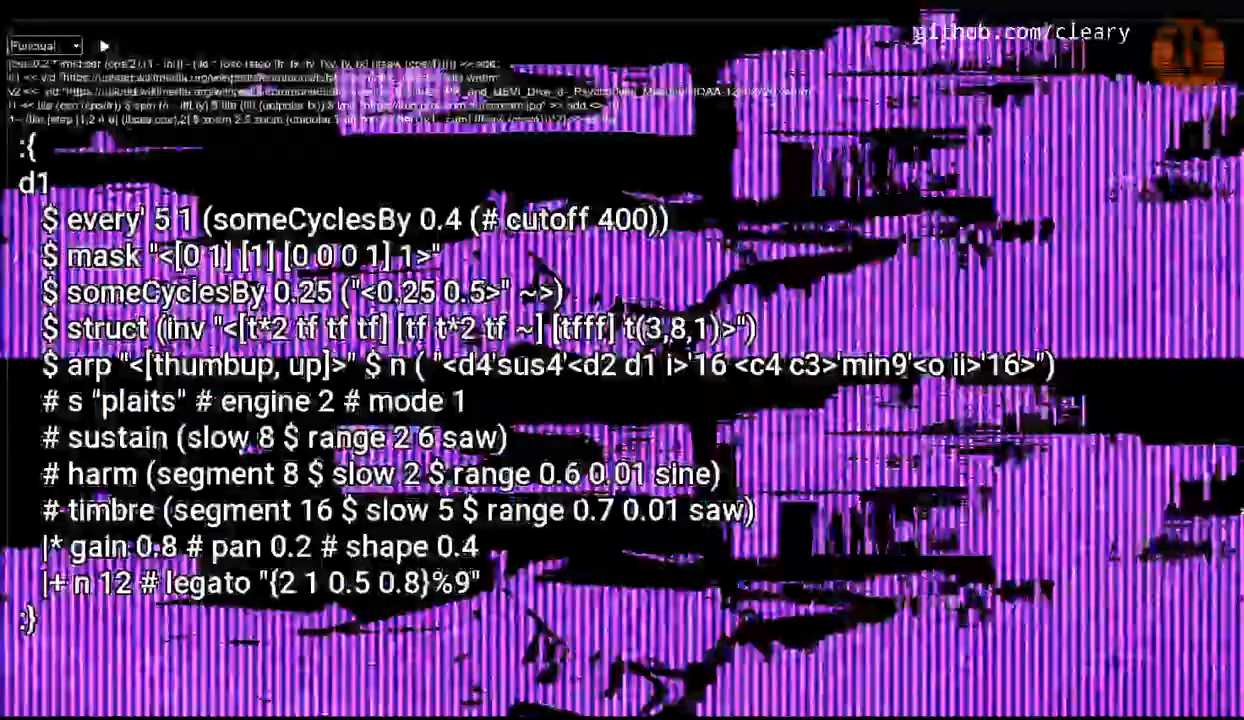 github.com/cleary
Punctual
:{
d1
$ every' 5 1 (someCyclesBy 0.4 (# cutoff 400))
$ mask "<[0 1] [1] [0 0 0 1] 1>"
$ someCyclesBy 0.25 ("<0.25 0.5>" ~>)
$ struct (inv "<[t*2 tf tf tf] [tf t*2 tf ~] [tfff] t(3,8,1)>")
$ arp "<[thumbup, up]>" $ n ( "<d4'sus4'<d2 d1 i>'16 <c4 c3>'min9'<o ii>'16>")
# s "plaits" # engine 2 # mode 1
# sustain (slow 8 $ range 2 6 saw)
# harm (segment 8 $ slow 2 $ range 0.6 0.01 sine)
# timbre (segment 16 $ slow 5 $ range 0.7 0.01 saw)
|* gain 0.8 # pan 0.2 # shape 0.4
|+ n 12 # legato "{2 1 0.5 0.8}%9"
:}